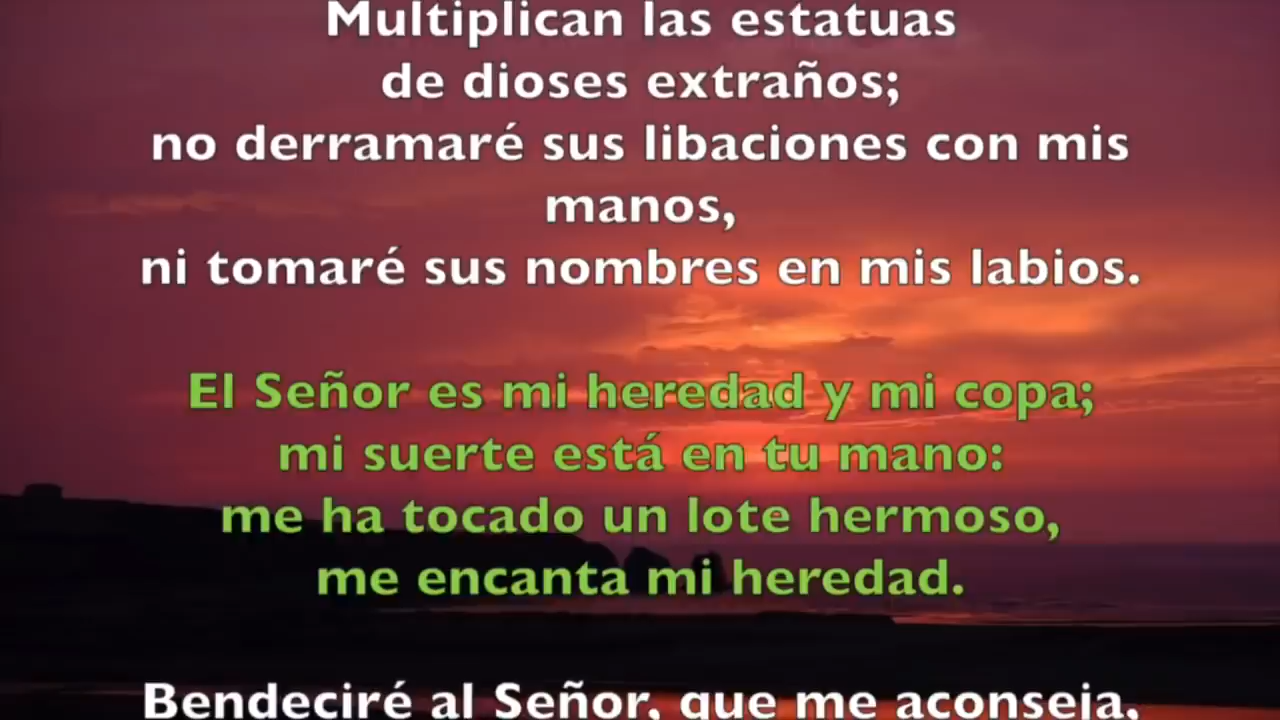 Multiplican las estatuas
de dioses extraños;
no derramaré sus libaciones con mis
manos,
ni tomaré sus nombres en mis labios.
El Señor es mi heredad y mi copa;
mi suerte está en tu mano:
me ha tocado un lote hermoso,
me encanta mi heredad.
Bendeciré al Señor, que me aconseja,